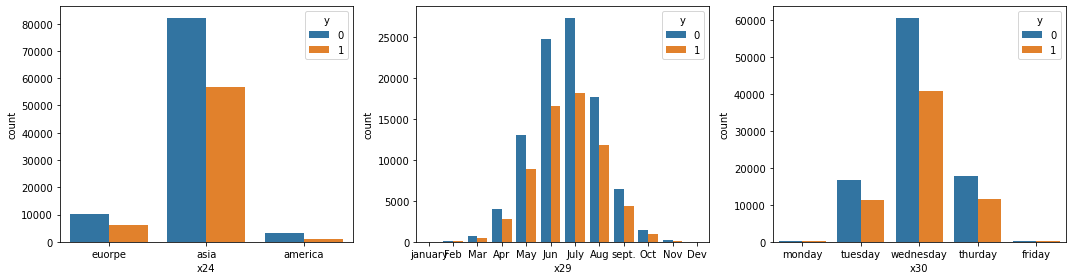 y
0
1
80000
70000
60000
50000
40000
30000
20000
10000
0
count
euorpe asia america
x24
y
0
1
25000
20000
15000
10000
5000
0
count
january Feb Mar Apr May Jun July Aug sept. Oct Nov Dev
x29
y
0
1
60000
50000
40000
30000
20000
10000
0
count
monday tuesday wednesday thurday friday
x30